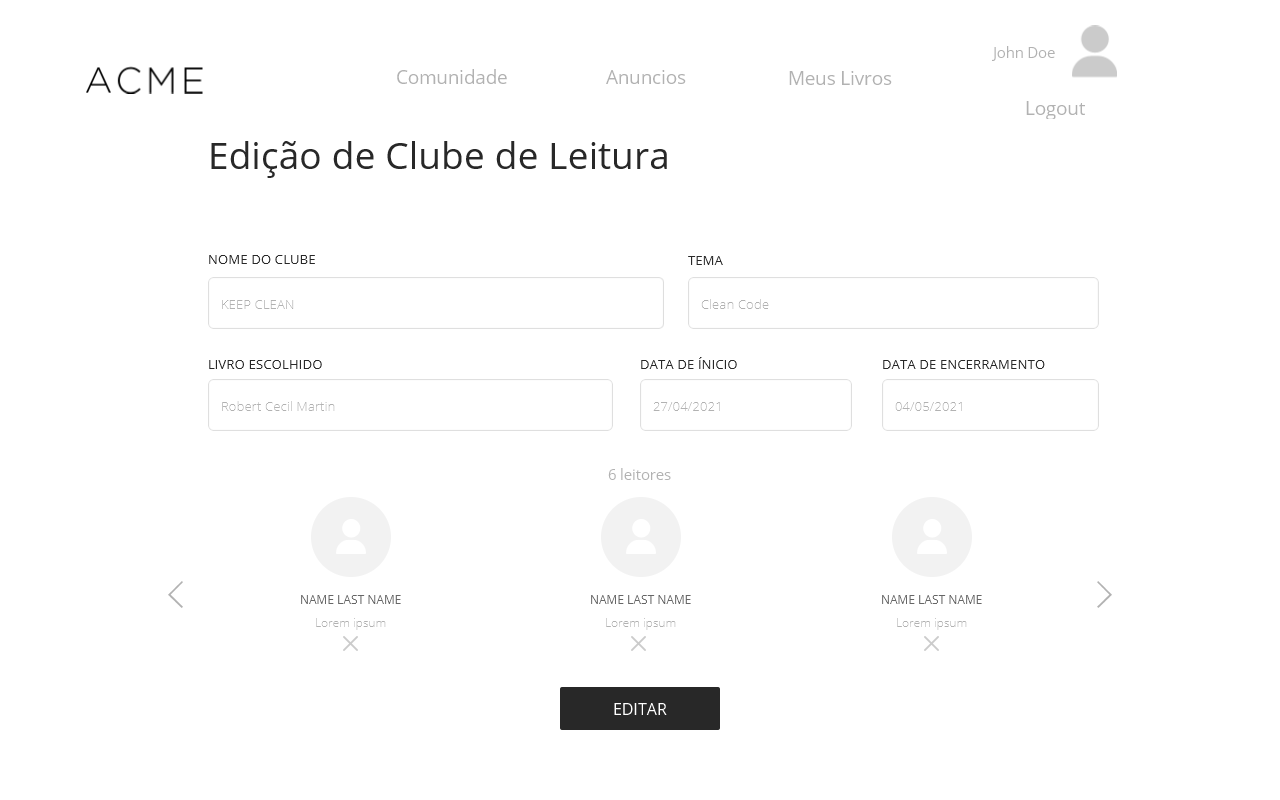 ACME
Comunidade
Anuncios
Meus Livros
John Doe
Logout
Edição de Clube de Leitura
NOME DO CLUBE
TEMA
KEEP CLEAN
Clean Code
LIVRO ESCOLHIDO
DATA DE ÍNICIO
DATA DE ENCERRAMENTO
Robert Cecil Martin
27/04/2021
04/05/2021
6 leitores
NAME LAST NAME
NAME LAST NAME
NAME LAST NAME
Lorem ipsum
Lorem ipsum
Lorem ipsum
EDITAR